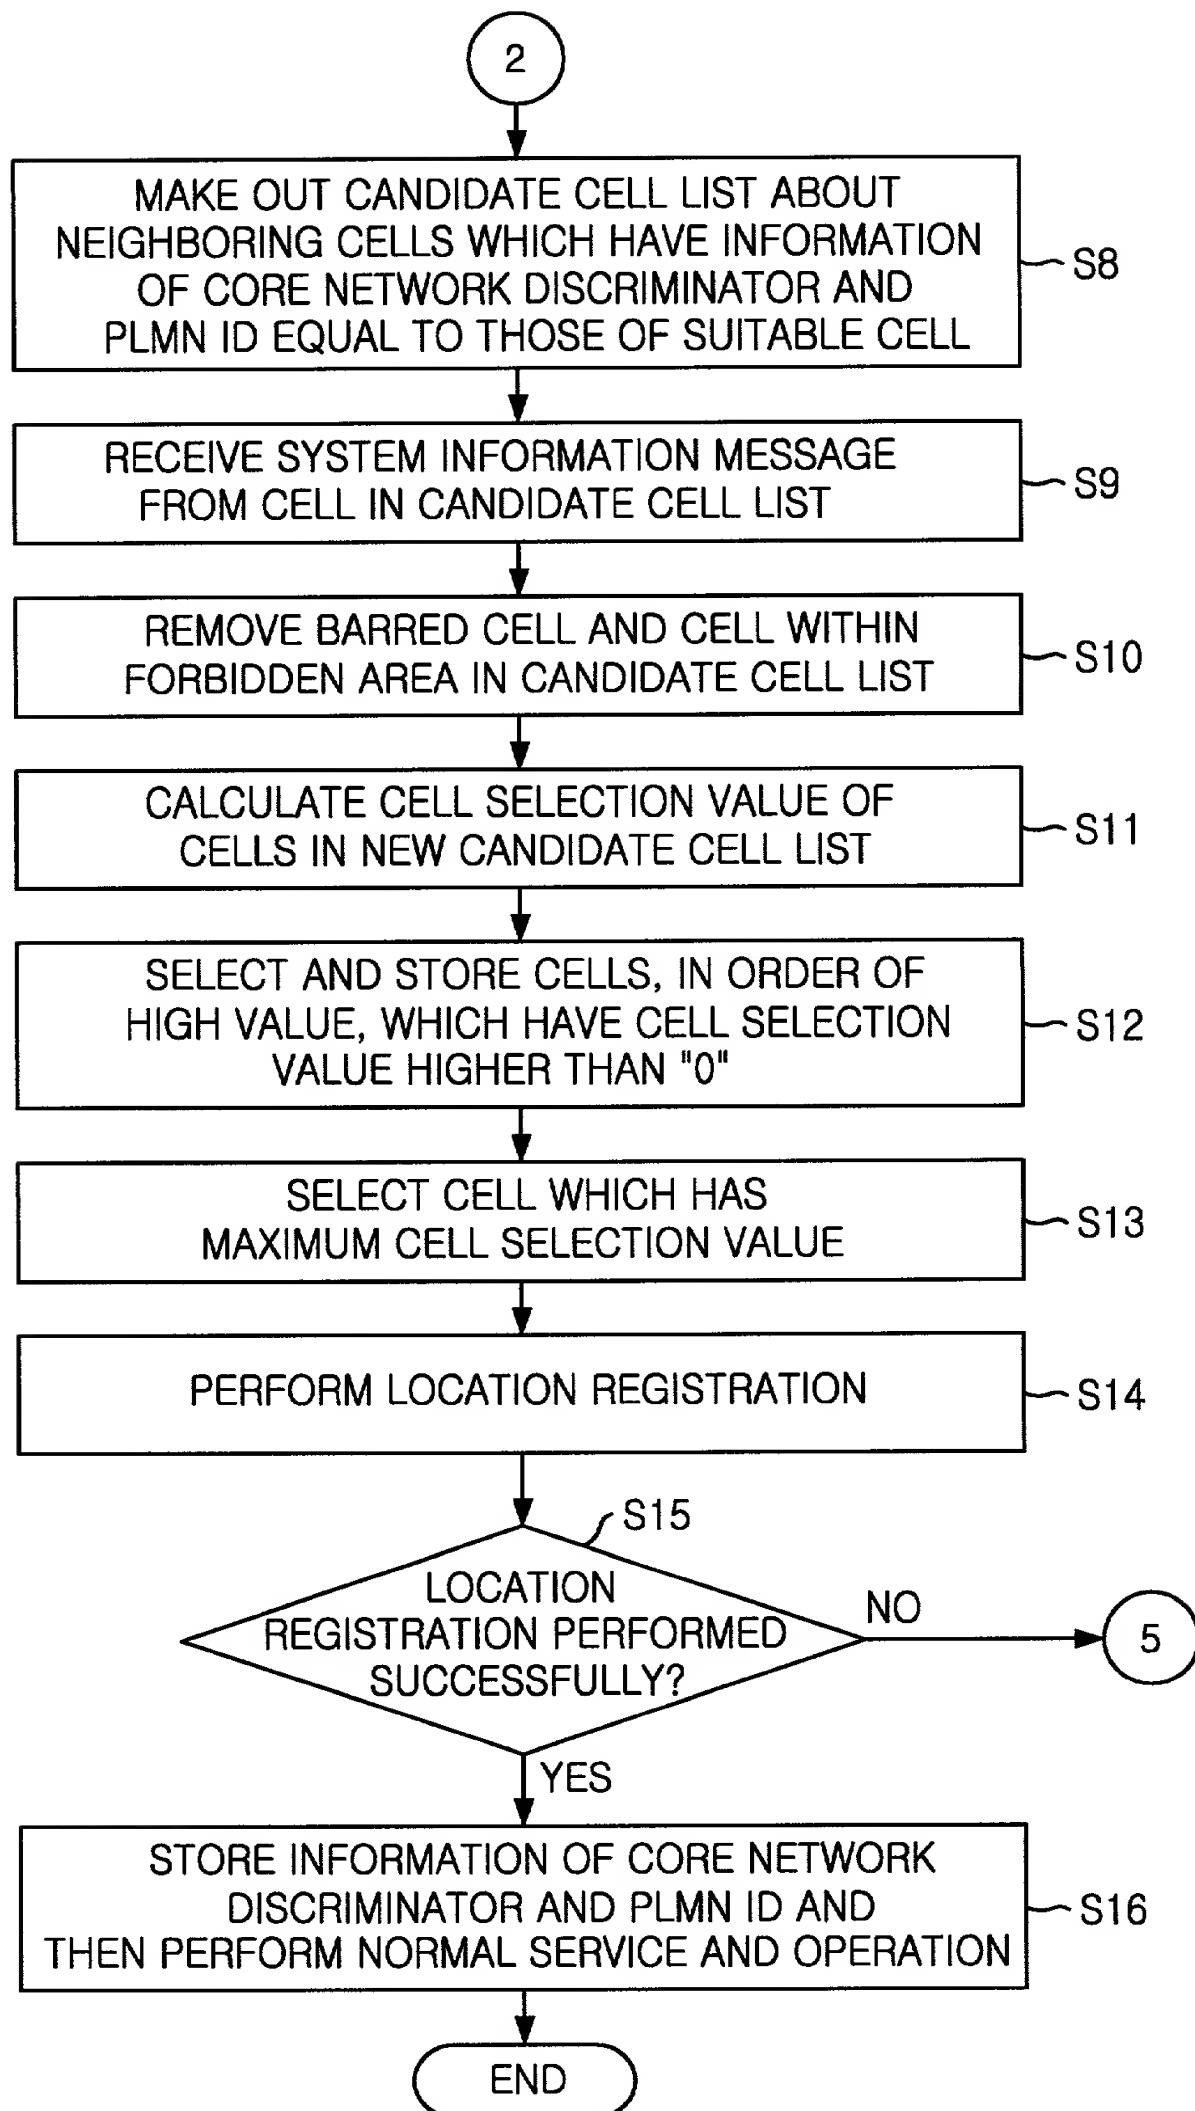 2
MAKE OUT CANDIDATE CELL LIST ABOUT
NEIGHBORING CELLS WHICH HAVE INFORMATION
OF CORE NETWORK DISCRIMINATOR AND
PLMN ID EQUAL TO THOSE OF SUITABLE CELL
S8
RECEIVE SYSTEM INFORMATION MESSAGE
FROM CELL IN CANDIDATE CELL LIST
S9
REMOVE BARRED CELL AND CELL WITHIN
FORBIDDEN AREA IN CANDIDATE CELL LIST
S10
CALCULATE CELL SELECTION VALUE OF
CELLS IN NEW CANDIDATE CELL LIST
S11
SELECT AND STORE CELLS, IN ORDER OF
HIGH VALUE, WHICH HAVE CELL SELECTION
VALUE HIGHER THAN "0"
S12
SELECT CELL WHICH HAS
MAXIMUM CELL SELECTION VALUE
S13
PERFORM LOCATION REGISTRATION
S14
S15
LOCATION
REGISTRATION PERFORMED
SUCCESSFULLY?
NO
5
YES
STORE INFORMATION OF CORE NETWORK
DISCRIMINATOR AND PLMN ID AND
THEN PERFORM NORMAL SERVICE AND OPERATION
S16
END